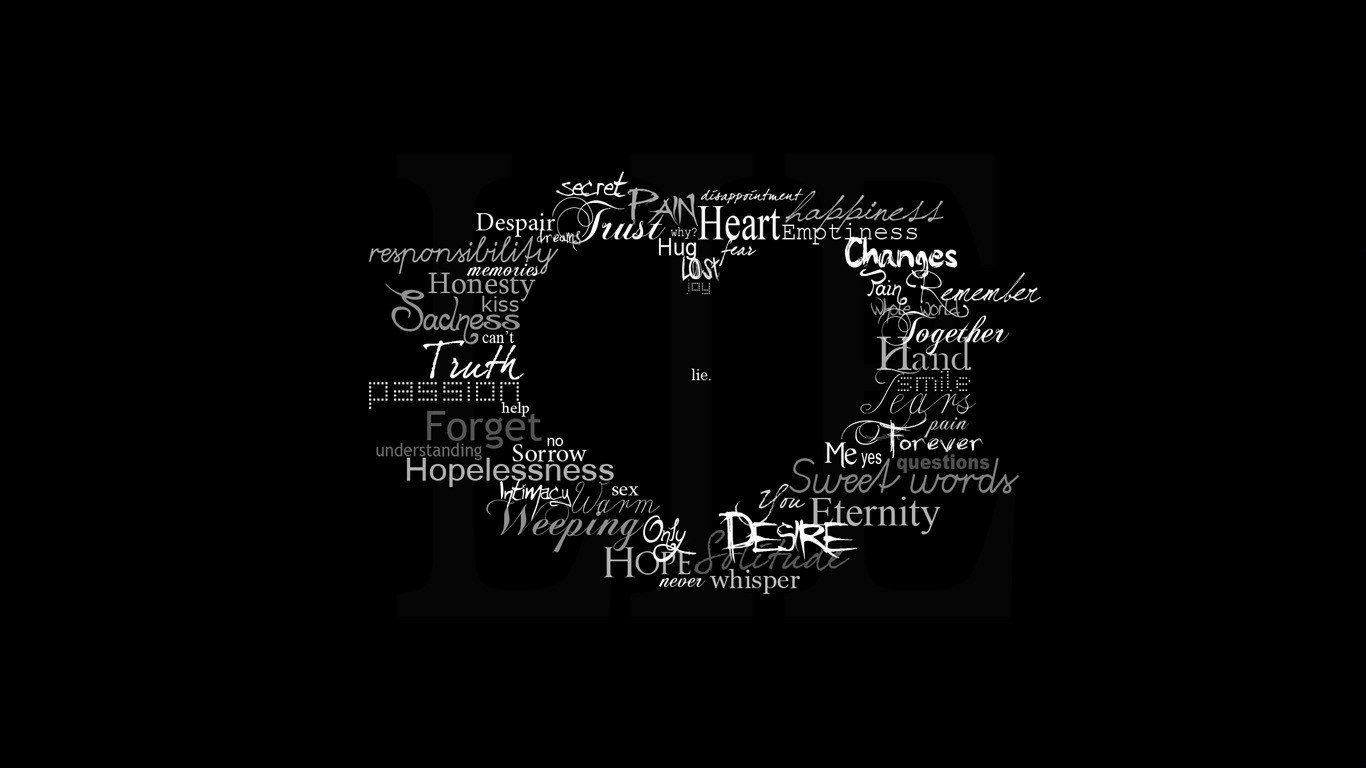 secret
PAIN
disappointment
happiness
Despair
dreams
Trust
why?
Heart
Emptiness
responsibility
Hug
fear
Changes
memories
Lost
Honesty
joy
Pain
Remember
kiss
Sadness
whole world
can't
Together
Truth
Hand
lie.
passion
smile
help
Tears
Forget
pain
no
Forever
understanding
Sorrow
Me
yes
questions
Hopelessness
Sweet words
Intimacy
Warm
sex
You
Weeping
Only
Eternity
DESIRE
HOPE
Solitude
never
whisper
LIE